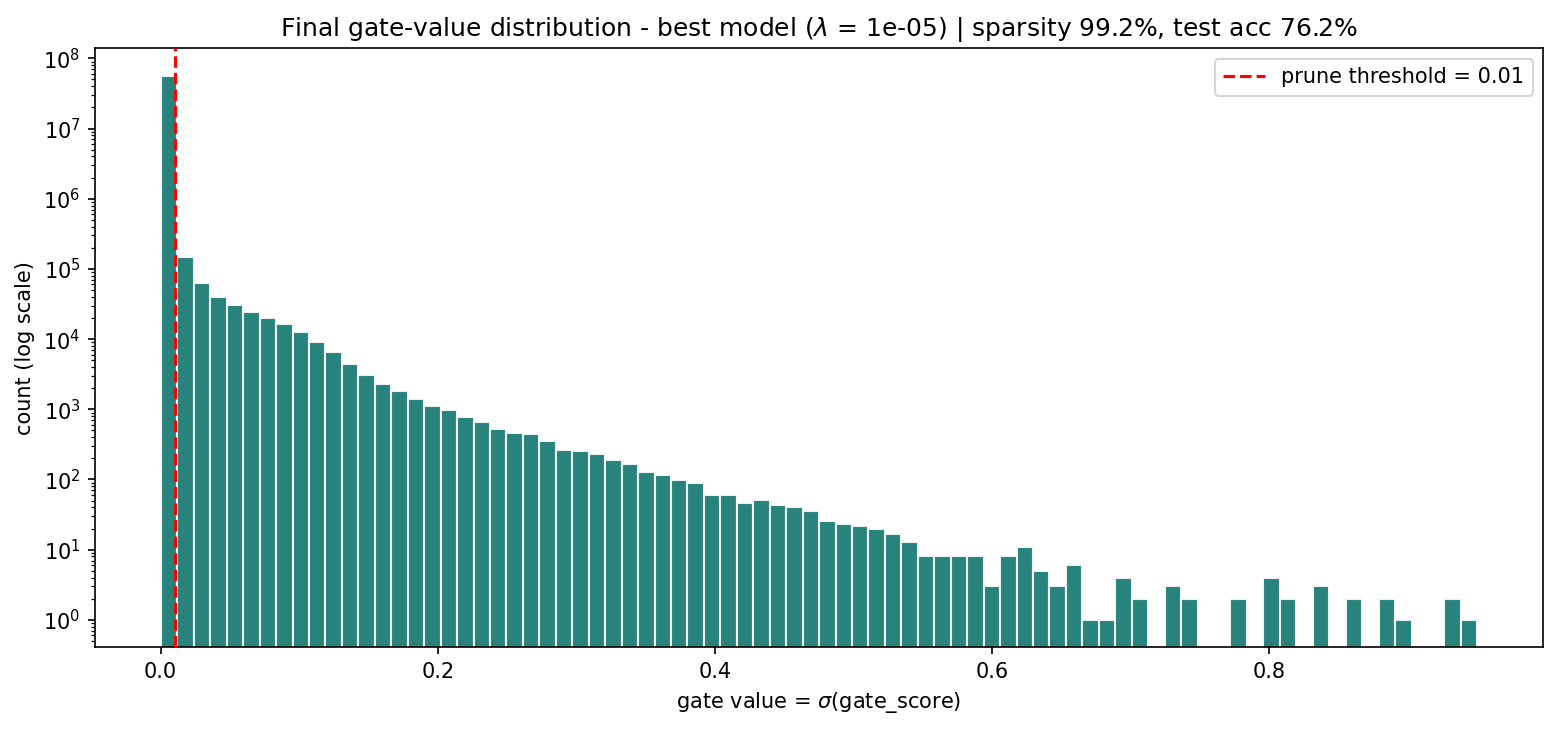 Final gate-value distribution - best model (λ = 1e-05) | sparsity 99.2%, test acc 76.2%
prune threshold = 0.01
count (log scale)
10⁸
10⁷
10⁶
10⁵
10⁴
10³
10²
10¹
10⁰
0.0 0.2 0.4 0.6 0.8
gate value = σ(gate_score)